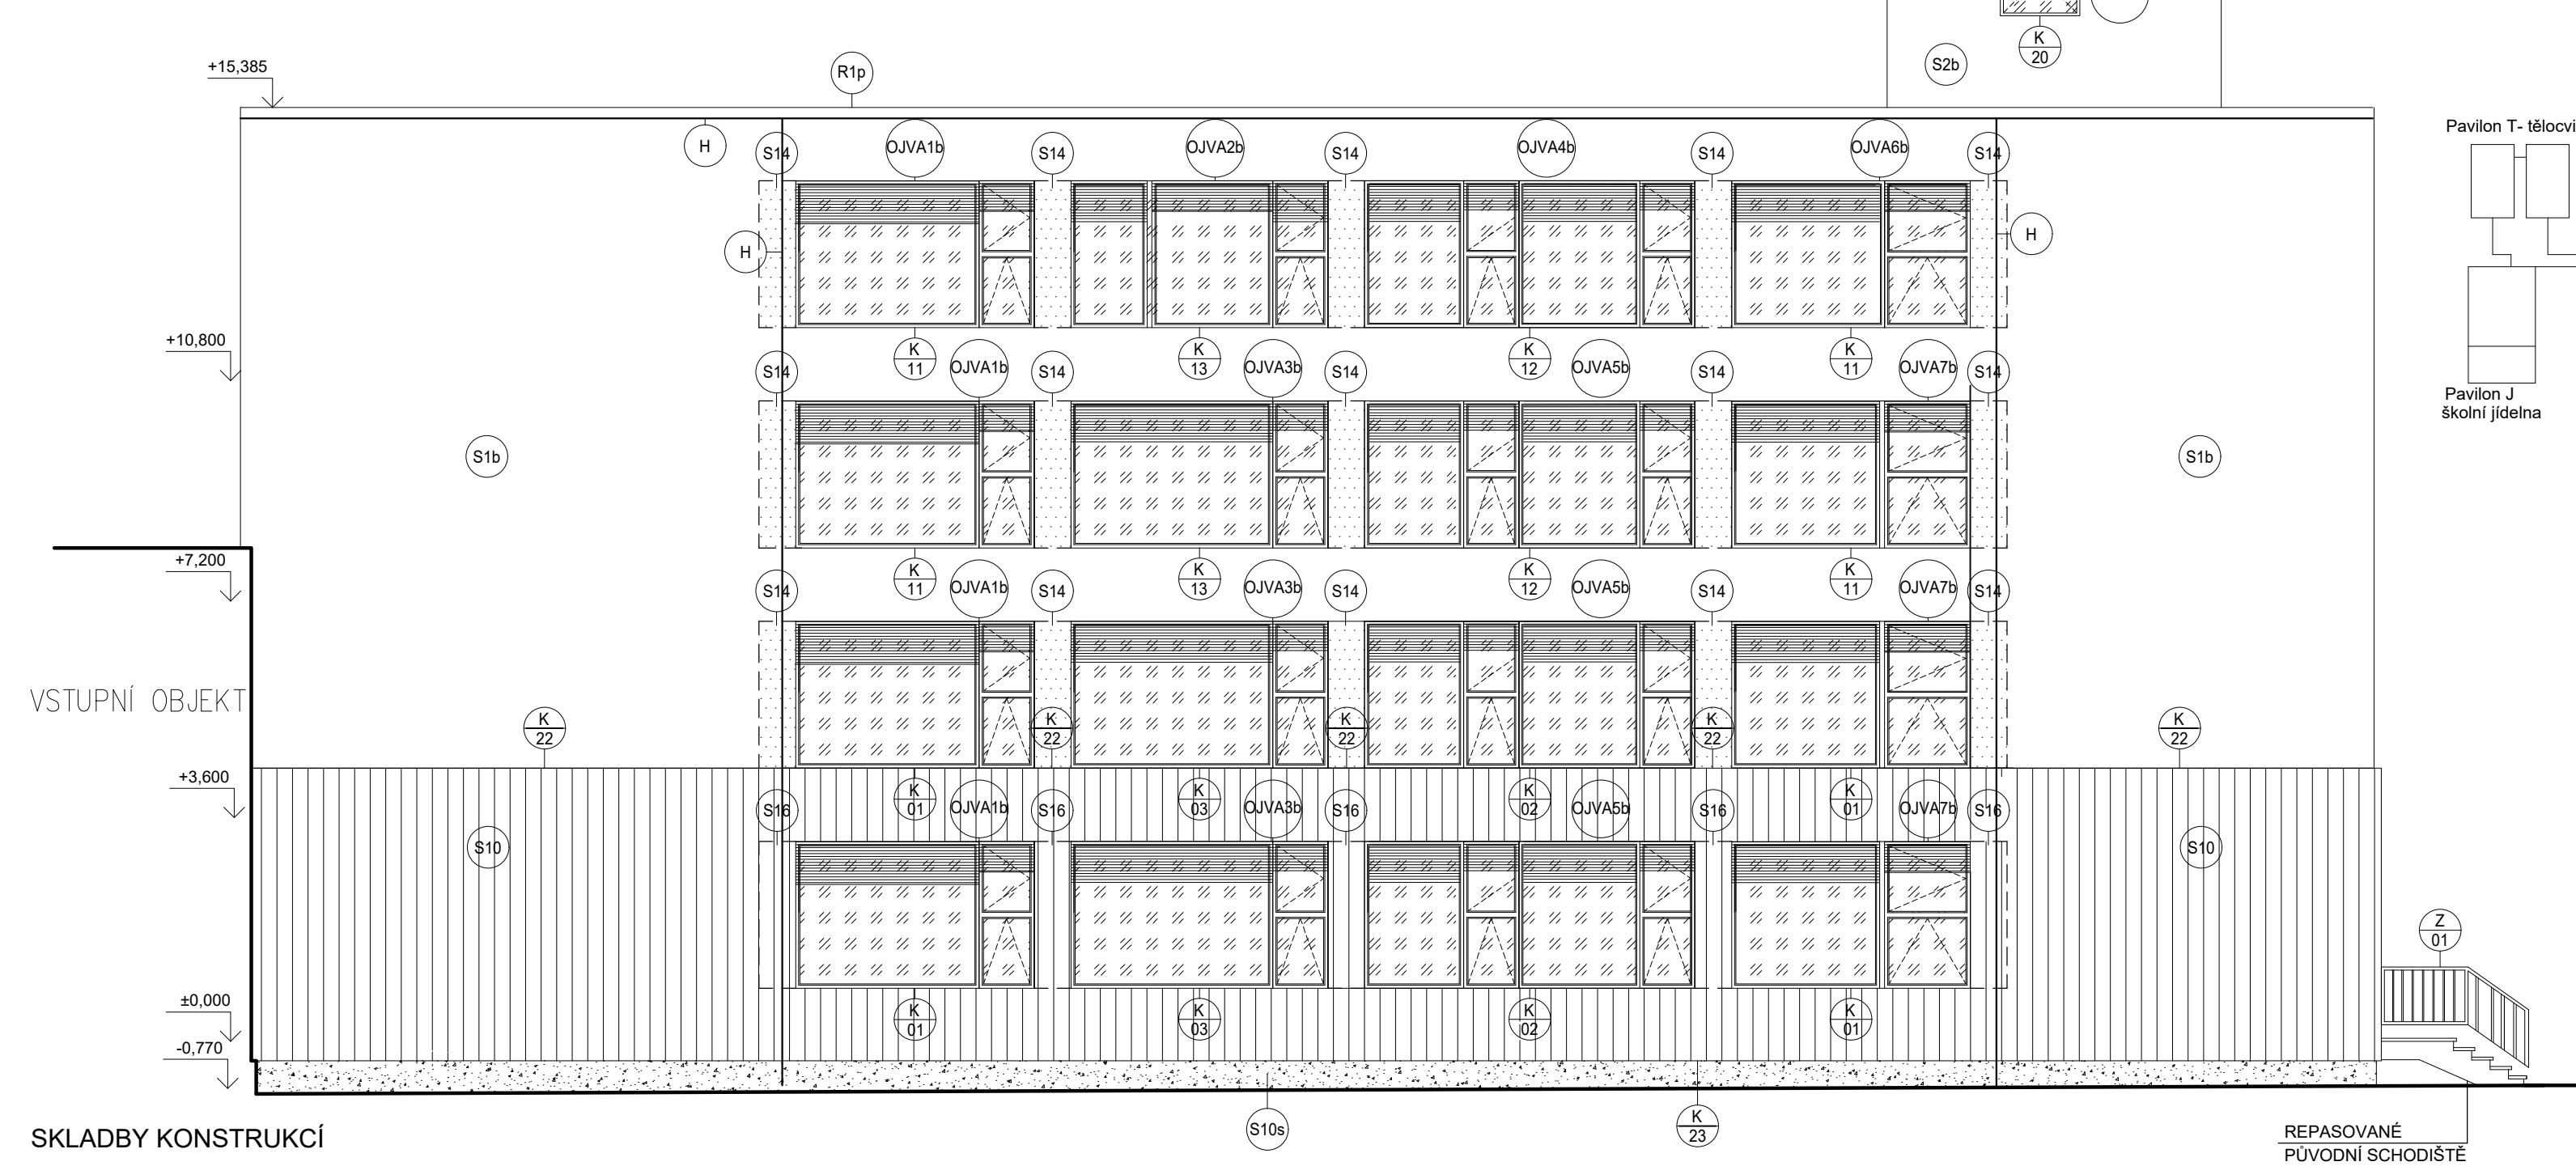 K
20
S2b
+15,385
R1p
Pavilon T- tělocvi
H
S14
OJVA1b
S14
OJVA2b
S14
OJVA4b
S14
OJVA6b
S14
H
H
+10,800
K
11
K
13
K
12
K
11
S14
OJVA1b
S14
OJVA3b
S14
OJVA5b
S14
OJVA7b
S14
Pavilon J
školní jídelna
S1b
S1b
+7,200
K
11
K
13
K
12
K
11
S14
OJVA1b
S14
OJVA3b
S14
OJVA5b
S14
OJVA7b
S14
VSTUPNÍ OBJEKT
K
22
K
22
K
22
K
22
K
22
+3,600
K
01
K
03
K
02
K
01
S16
OJVA1b
S16
OJVA3b
S16
OJVA5b
S16
OJVA7b
S16
S10
S10
Z
01
±0,000
K
01
K
03
K
02
K
01
-0,770
S10s
K
23
SKLADBY KONSTRUKCÍ
REPASOVANÉ
PŮVODNÍ SCHODIŠTĚ